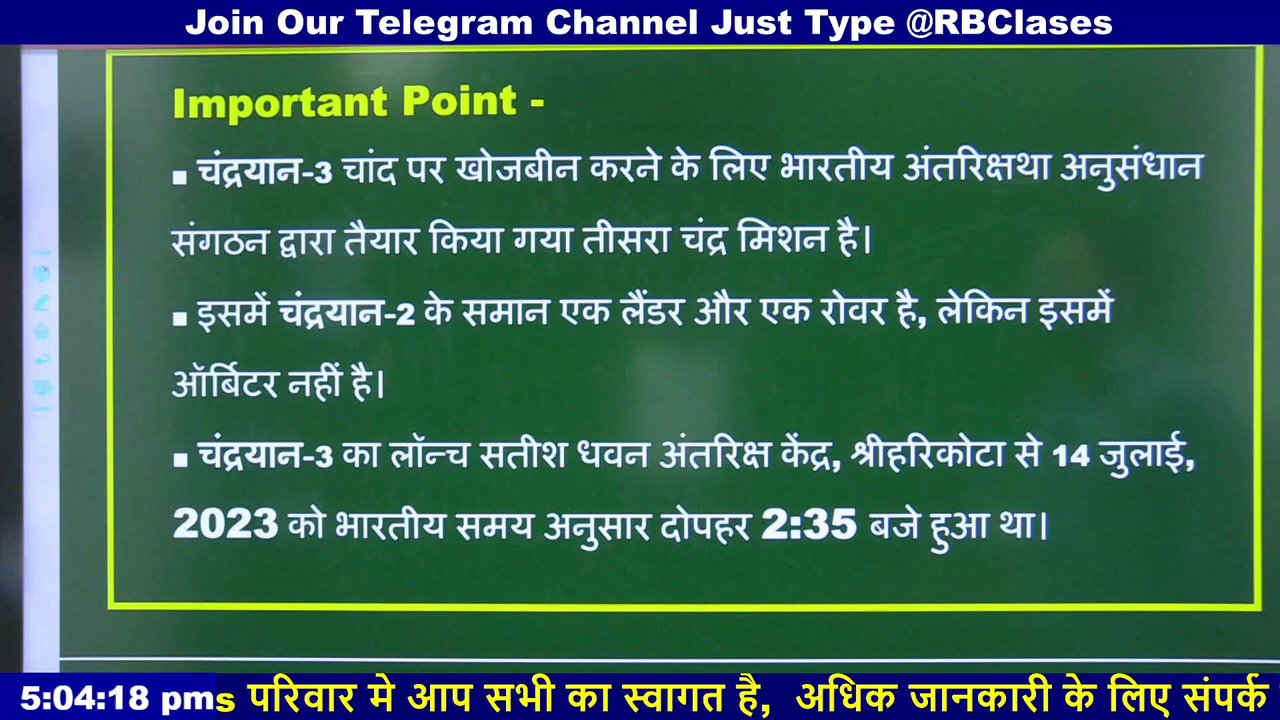 Join Our Telegram Channel Just Type @RBClases
Important Point -
▪ चंद्रयान-3 चांद पर खोजबीन करने के लिए भारतीय अंतरिक्षथा अनुसंधान
संगठन द्वारा तैयार किया गया तीसरा चंद्र मिशन है।
▪ इसमें चंद्रयान-2 के समान एक लैंडर और एक रोवर है, लेकिन इसमें
ऑर्बिटर नहीं है।
▪ चंद्रयान-3 का लॉन्च सतीश धवन अंतरिक्ष केंद्र, श्रीहरिकोटा से 14 जुलाई,
2023 को भारतीय समय अनुसार दोपहर 2:35 बजे हुआ था।
5:04:18 pm
s परिवार मे आप सभी का स्वागत है, अधिक जानकारी के लिए संपर्क